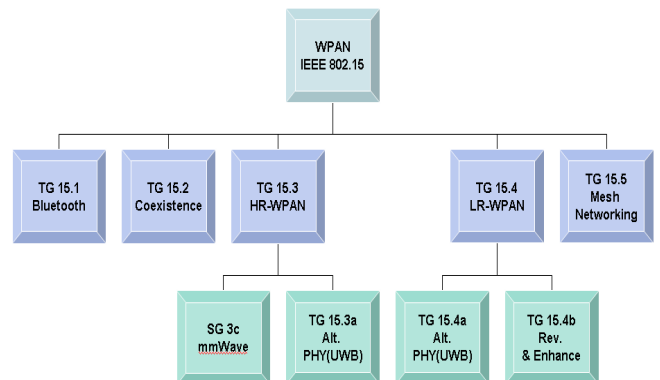 WPAN
IEEE 802.15
TG 15.1
Bluetooth
TG 15.2
Coexistence
TG 15.3
HR-WPAN
TG 15.4
LR-WPAN
TG 15.5
Mesh
Networking
SG 3c
mmWave
TG 15.3a
Alt.
PHY(UWB)
TG 15.4a
Alt.
PHY(UWB)
TG 15.4b
Rev.
& Enhance